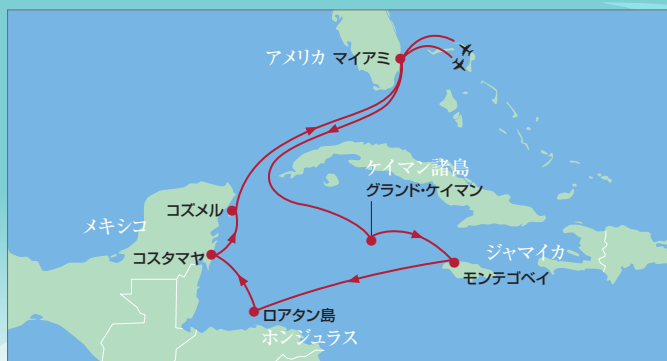 アメリカ マイアミ
ケイマン諸島
グランド・ケイマン
コズメル
メキシコ
コスタマヤ
ジャマイカ
モンテゴベイ
ロアタン島
ホンジュラス